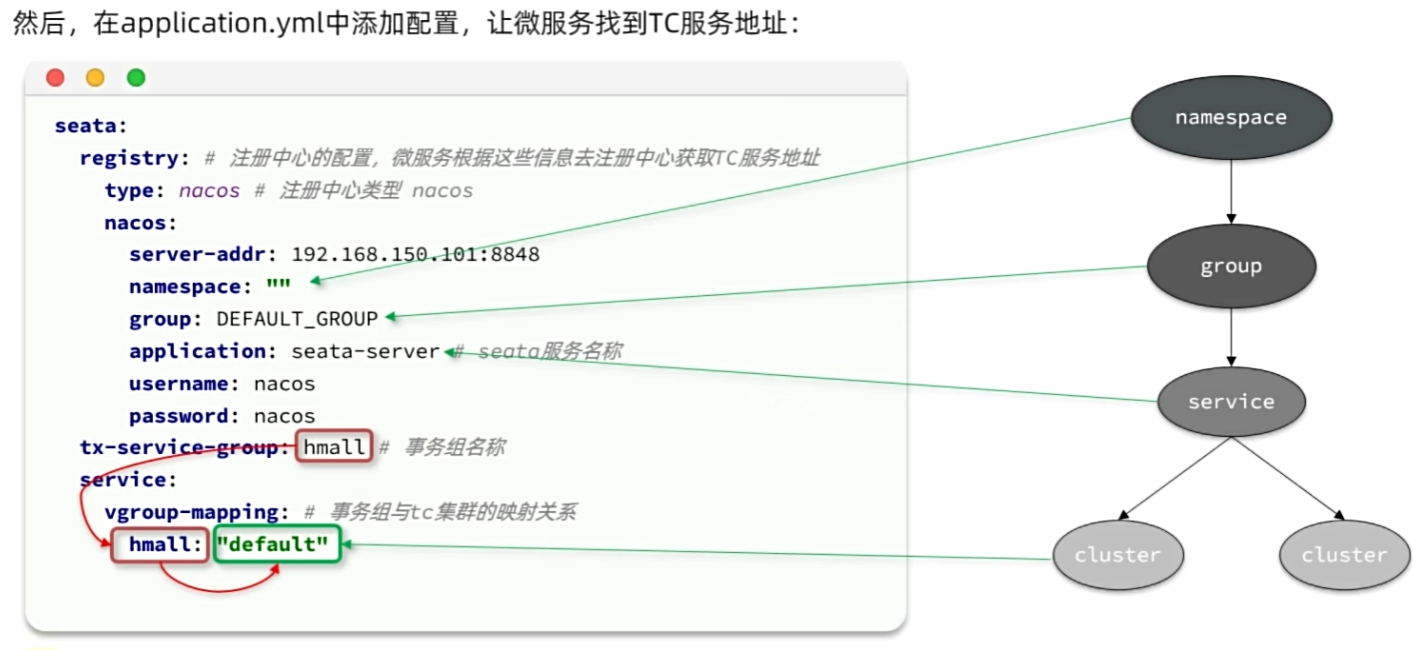 然后，在application.yml中添加配置，让微服务找到TC服务地址：
seata:
registry: # 注册中心的配置，微服务根据这些信息去注册中心获取TC服务地址
type: nacos # 注册中心类型 nacos
nacos:
server-addr: 192.168.150.101:8848
namespace: ""
group: DEFAULT_GROUP
application: seata-server # seata服务名称
username: nacos
password: nacos
tx-service-group: hmall # 事务组名称
service:
vgroup-mapping: # 事务组与tc集群的映射关系
hmall: "default"
namespace
group
service
cluster
cluster